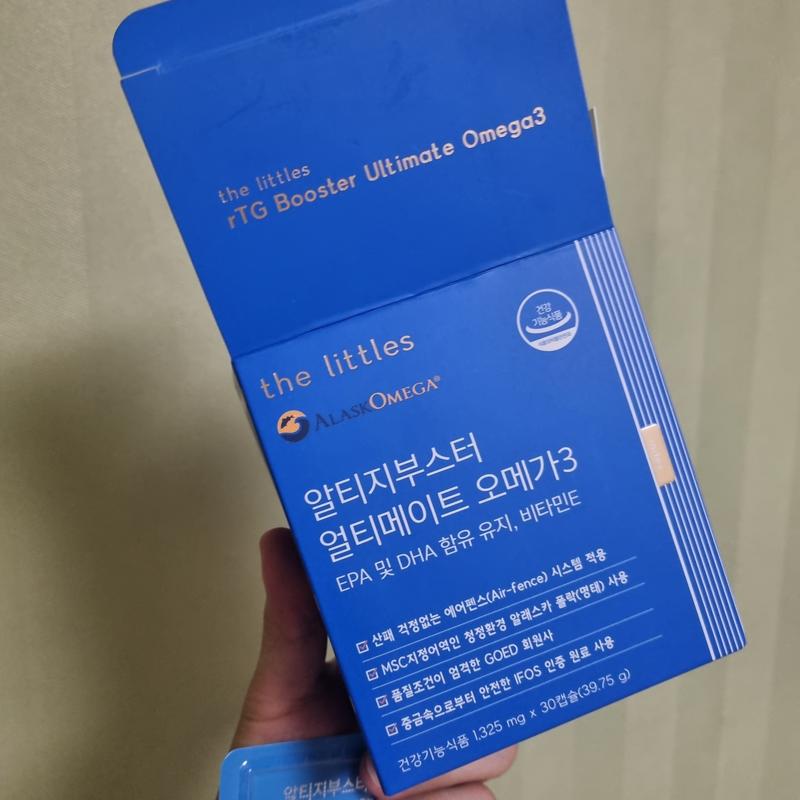 the littles
rTG Booster Ultimate Omega3
건강
기능식품
the littles
ALASKOMEGA®
알티지부스터
얼티메이트 오메가3
EPA 및 DHA 함유 유지, 비타민E
산패 걱정없는 에어펜스(Air-fence) 시스템 적용
MSC지정어역인 청정환경 알래스카 폴락(명태) 사용
품질조건이 엄격한 GOED 회원사
중금속으로부터 안전한 IFOS 인증 원료 사용
건강기능식품 1,325 mg x 30캡슐(39.75 g)
알티지부스터